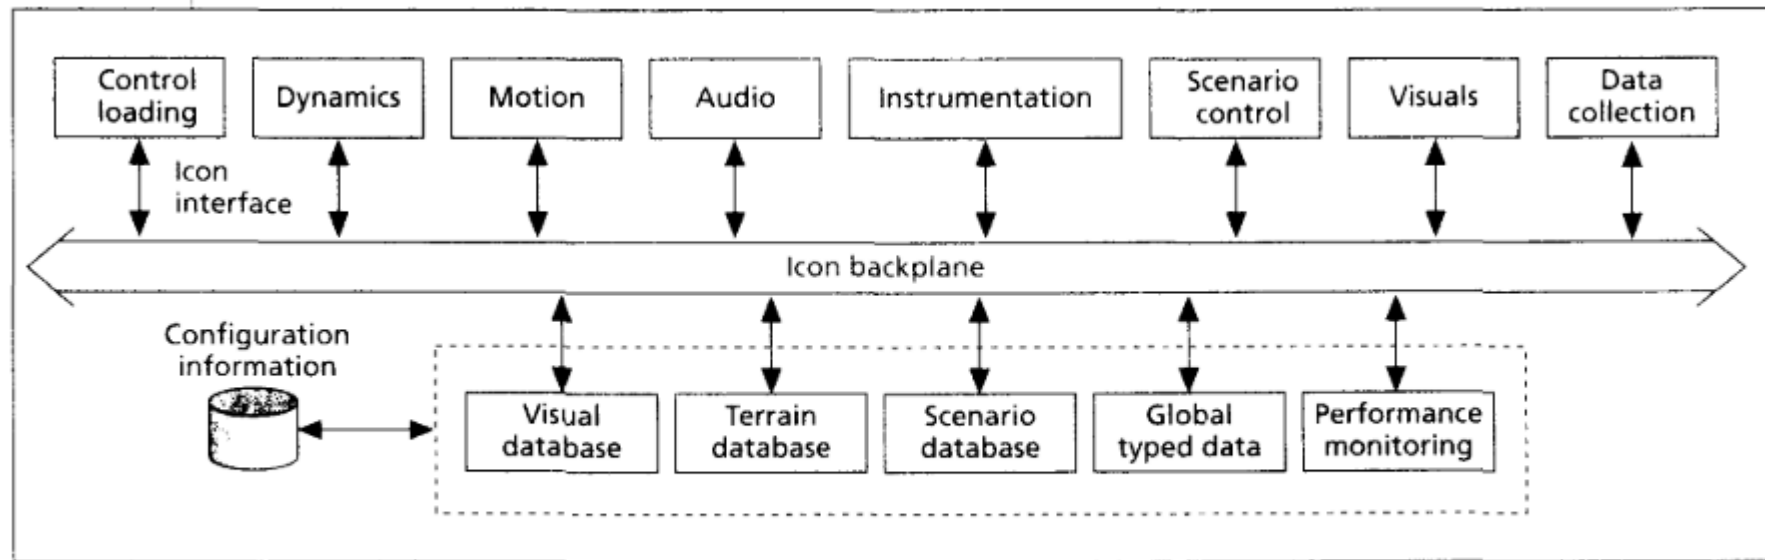 Control
loading
Dynamics
Motion
Audio
Instrumentation
Scenario
control
Visuals
Data
collection
Icon
interface
Icon backplane
Configuration
information
Visual
database
Terrain
database
Scenario
database
Global
typed data
Performance
monitoring